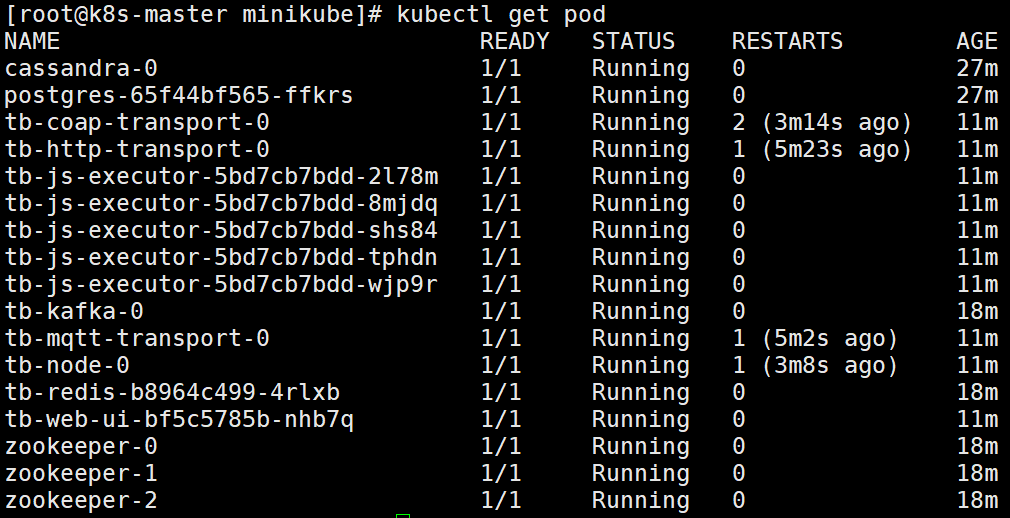 [root@k8s-master minikube]# kubectl get pod
NAME READY STATUS RESTARTS AGE
cassandra-0 1/1 Running 0 27m
postgres-65f44bf565-ffkrs 1/1 Running 0 27m
tb-coap-transport-0 1/1 Running 2 (3m14s ago) 11m
tb-http-transport-0 1/1 Running 1 (5m23s ago) 11m
tb-js-executor-5bd7cb7bdd-2l78m 1/1 Running 0 11m
tb-js-executor-5bd7cb7bdd-8mjdq 1/1 Running 0 11m
tb-js-executor-5bd7cb7bdd-shs84 1/1 Running 0 11m
tb-js-executor-5bd7cb7bdd-tphdn 1/1 Running 0 11m
tb-js-executor-5bd7cb7bdd-wjp9r 1/1 Running 0 11m
tb-kafka-0 1/1 Running 0 18m
tb-mqtt-transport-0 1/1 Running 1 (5m2s ago) 11m
tb-node-0 1/1 Running 1 (3m8s ago) 11m
tb-redis-b8964c499-4rlxb 1/1 Running 0 18m
tb-web-ui-bf5c5785b-nhb7q 1/1 Running 0 11m
zookeeper-0 1/1 Running 0 18m
zookeeper-1 1/1 Running 0 18m
zookeeper-2 1/1 Running 0 18m